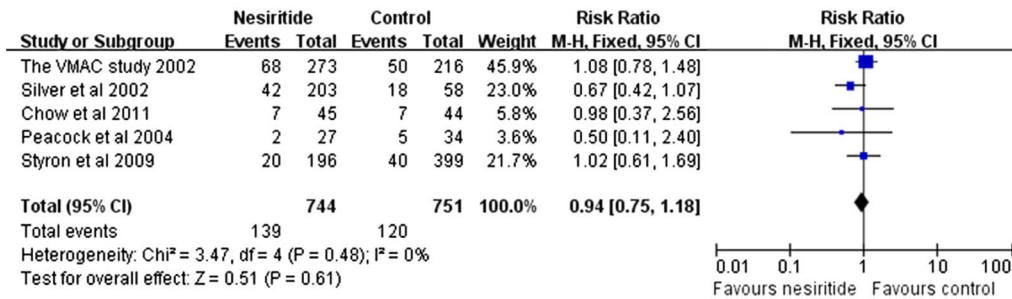 Nesiritide Control Risk Ratio Risk Ratio
Study or Subgroup Events Total Events Total Weight M-H, Fixed, 95% CI M-H, Fixed, 95% CI
The VMAC study 2002 68 273 50 216 45.9% 1.08 [0.78, 1.48]
Silver et al 2002 42 203 18 58 23.0% 0.67 [0.42, 1.07]
Chow et al 2011 7 45 7 44 5.8% 0.98 [0.37, 2.56]
Peacock et al 2004 2 27 5 34 3.6% 0.50 [0.11, 2.40]
Styron et al 2009 20 196 40 399 21.7% 1.02 [0.61, 1.69]
Total (95% CI) 744 751 100.0% 0.94 [0.75, 1.18]
Total events 139 120
Heterogeneity: Chi² = 3.47, df = 4 (P = 0.48); I² = 0%
Test for overall effect: Z = 0.51 (P = 0.61)
0.01 0.1 1 10 100
Favours nesiritide Favours control